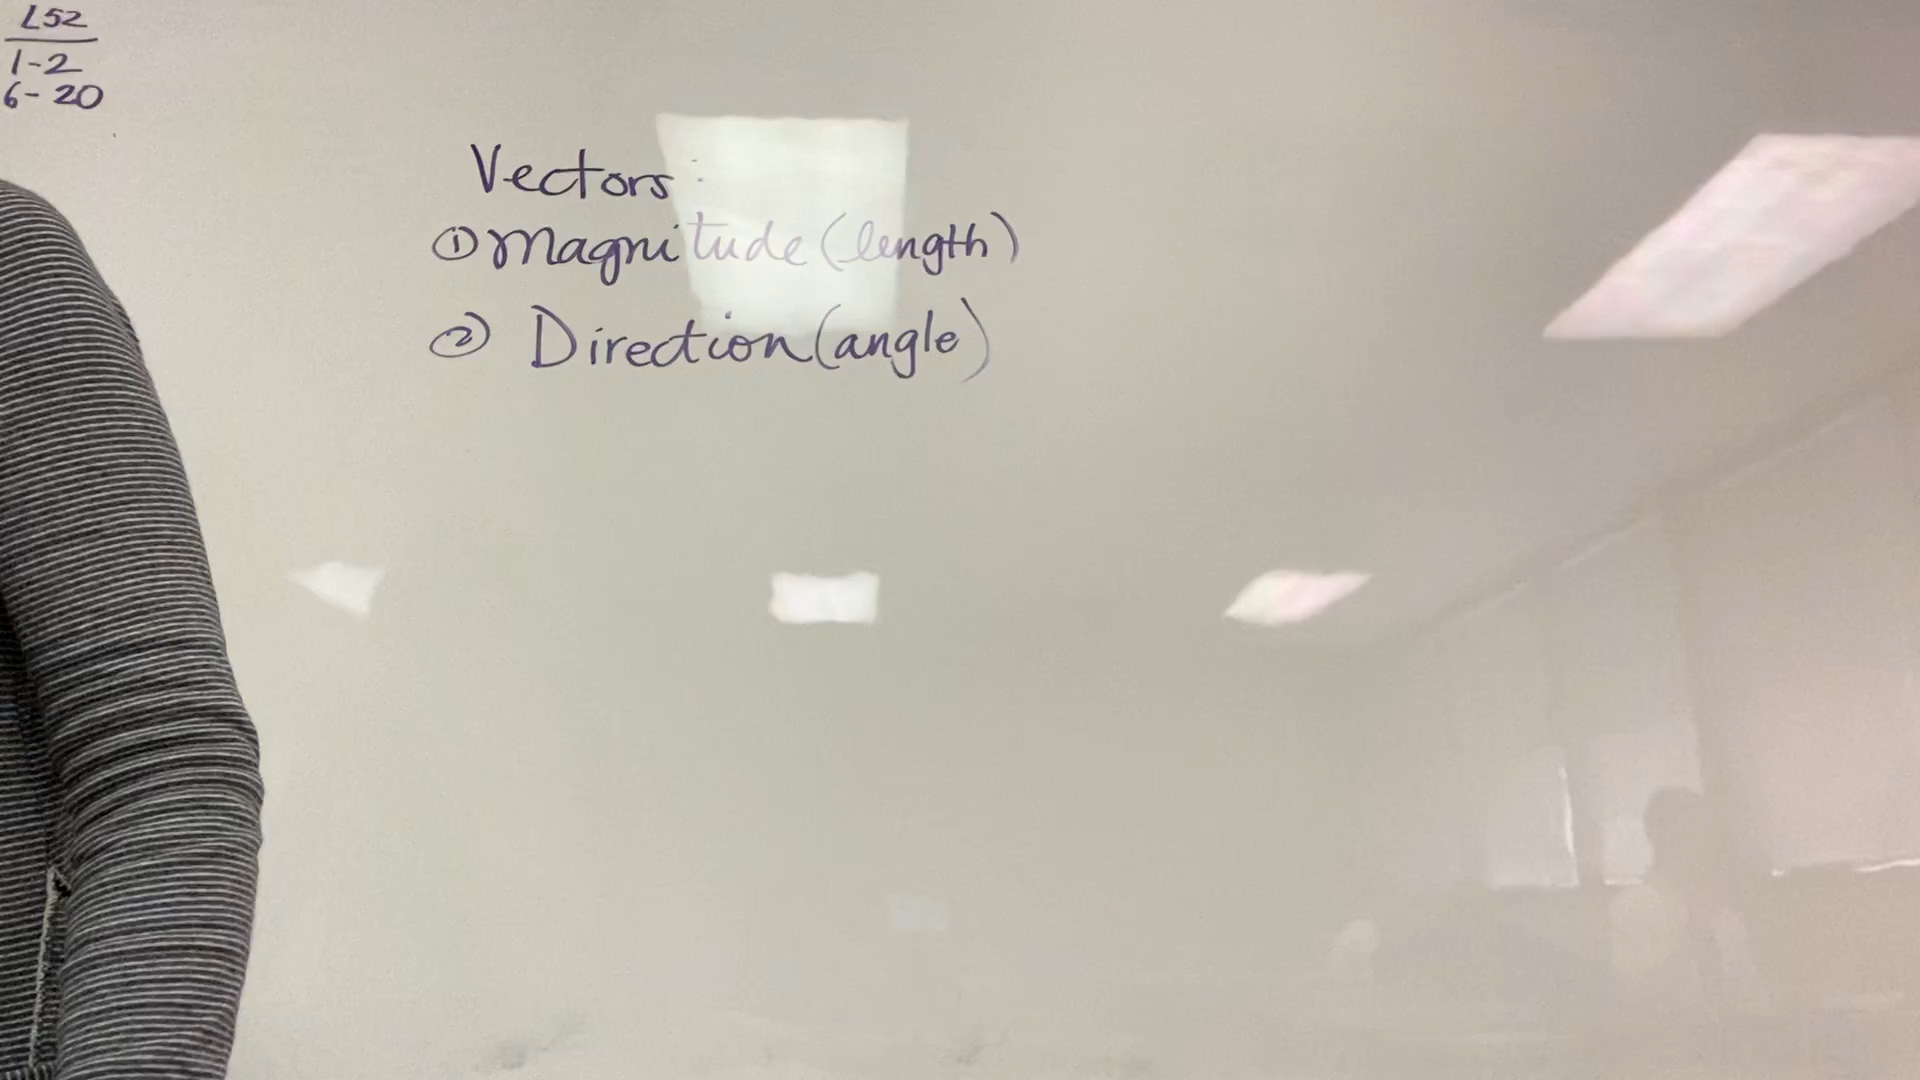 L52
1-2
6-20
Vectors:
① Magnitude (length)
② Direction (angle)